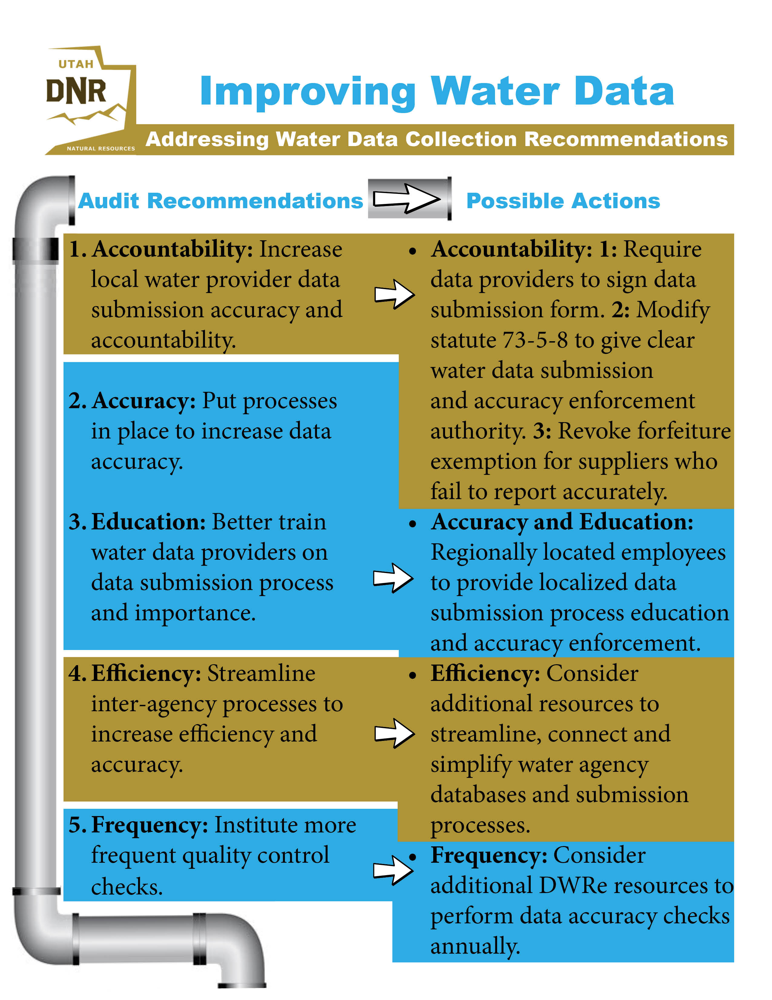 UTAH
DNR
NATURAL RESOURCES
Improving Water Data
Addressing Water Data Collection Recommendations
Audit Recommendations
Possible Actions
1. Accountability: Increase
local water provider data
submission accuracy and
accountability.
2. Accuracy: Put processes
in place to increase data
accuracy.
3. Education: Better train
water data providers on
data submission process
and importance.
4. Efficiency: Streamline
inter-agency processes to
increase efficiency and
accuracy.
5. Frequency: Institute more
frequent quality control
checks.
• Accountability: 1: Require
data providers to sign data
submission form. 2: Modify
statute 73-5-8 to give clear
water data submission
and accuracy enforcement
authority. 3: Revoke forfeiture
exemption for suppliers who
fail to report accurately.
• Accuracy and Education:
Regionally located employees
to provide localized data
submission process education
and accuracy enforcement.
• Efficiency: Consider
additional resources to
streamline, connect and
simplify water agency
databases and submission
processes.
• Frequency: Consider
additional DWRe resources to
perform data accuracy checks
annually.